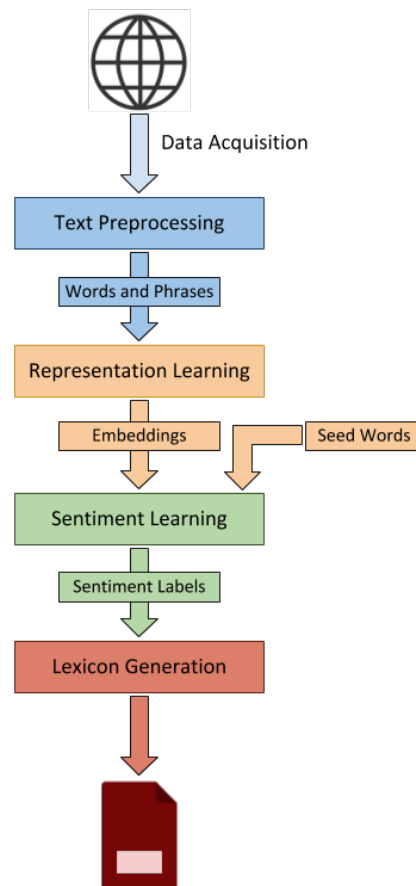 Data Acquisition
Text Preprocessing
Words and Phrases
Representation Learning
Embeddings
Seed Words
Sentiment Learning
Sentiment Labels
Lexicon Generation